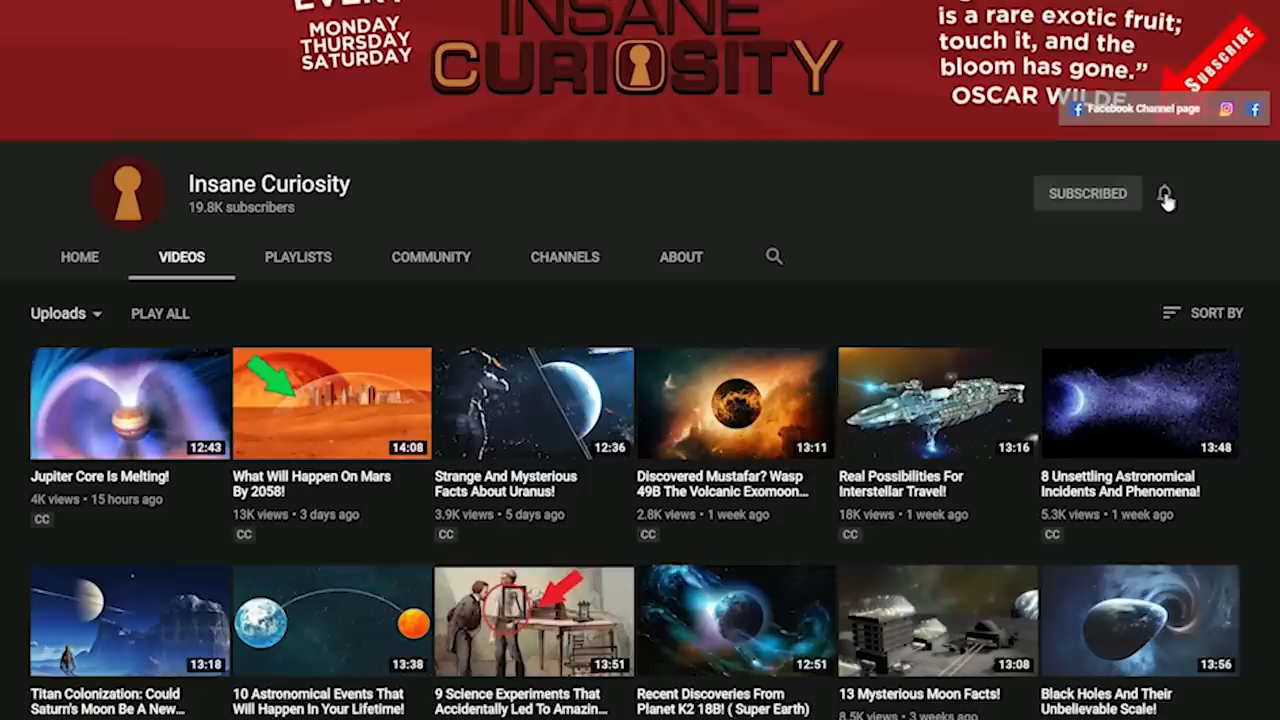 EVERY
MONDAY
THURSDAY
SATURDAY
INSANE
CURIOSITY
is a rare exotic fruit;
touch it, and the
bloom has gone.”
OSCAR WILDE
SUBSCRIBE
Facebook Channel page
Insane Curiosity
19.8K subscribers
SUBSCRIBED
HOME
VIDEOS
PLAYLISTS
COMMUNITY
CHANNELS
ABOUT
Uploads
PLAY ALL
SORT BY
12:43
14:08
12:36
13:11
13:16
13:48
Jupiter Core Is Melting!
4K views • 15 hours ago
CC
What Will Happen On Mars
By 2058!
13K views • 3 days ago
CC
Strange And Mysterious
Facts About Uranus!
3.9K views • 5 days ago
CC
Discovered Mustafar? Wasp
49B The Volcanic Exomoon...
2.8K views • 1 week ago
CC
Real Possibilities For
Interstellar Travel!
18K views • 1 week ago
CC
8 Unsettling Astronomical
Incidents And Phenomena!
5.3K views • 1 week ago
CC
13:18
13:38
13:51
12:51
13:08
13:56
Titan Colonization: Could
Saturn's Moon Be A New...
10 Astronomical Events That
Will Happen In Your Lifetime!
9 Science Experiments That
Accidentally Led To Amazin...
Recent Discoveries From
Planet K2 18B! ( Super Earth)
13 Mysterious Moon Facts!
8.5K views • 3 weeks ago
Black Holes And Their
Unbelievable Scale!